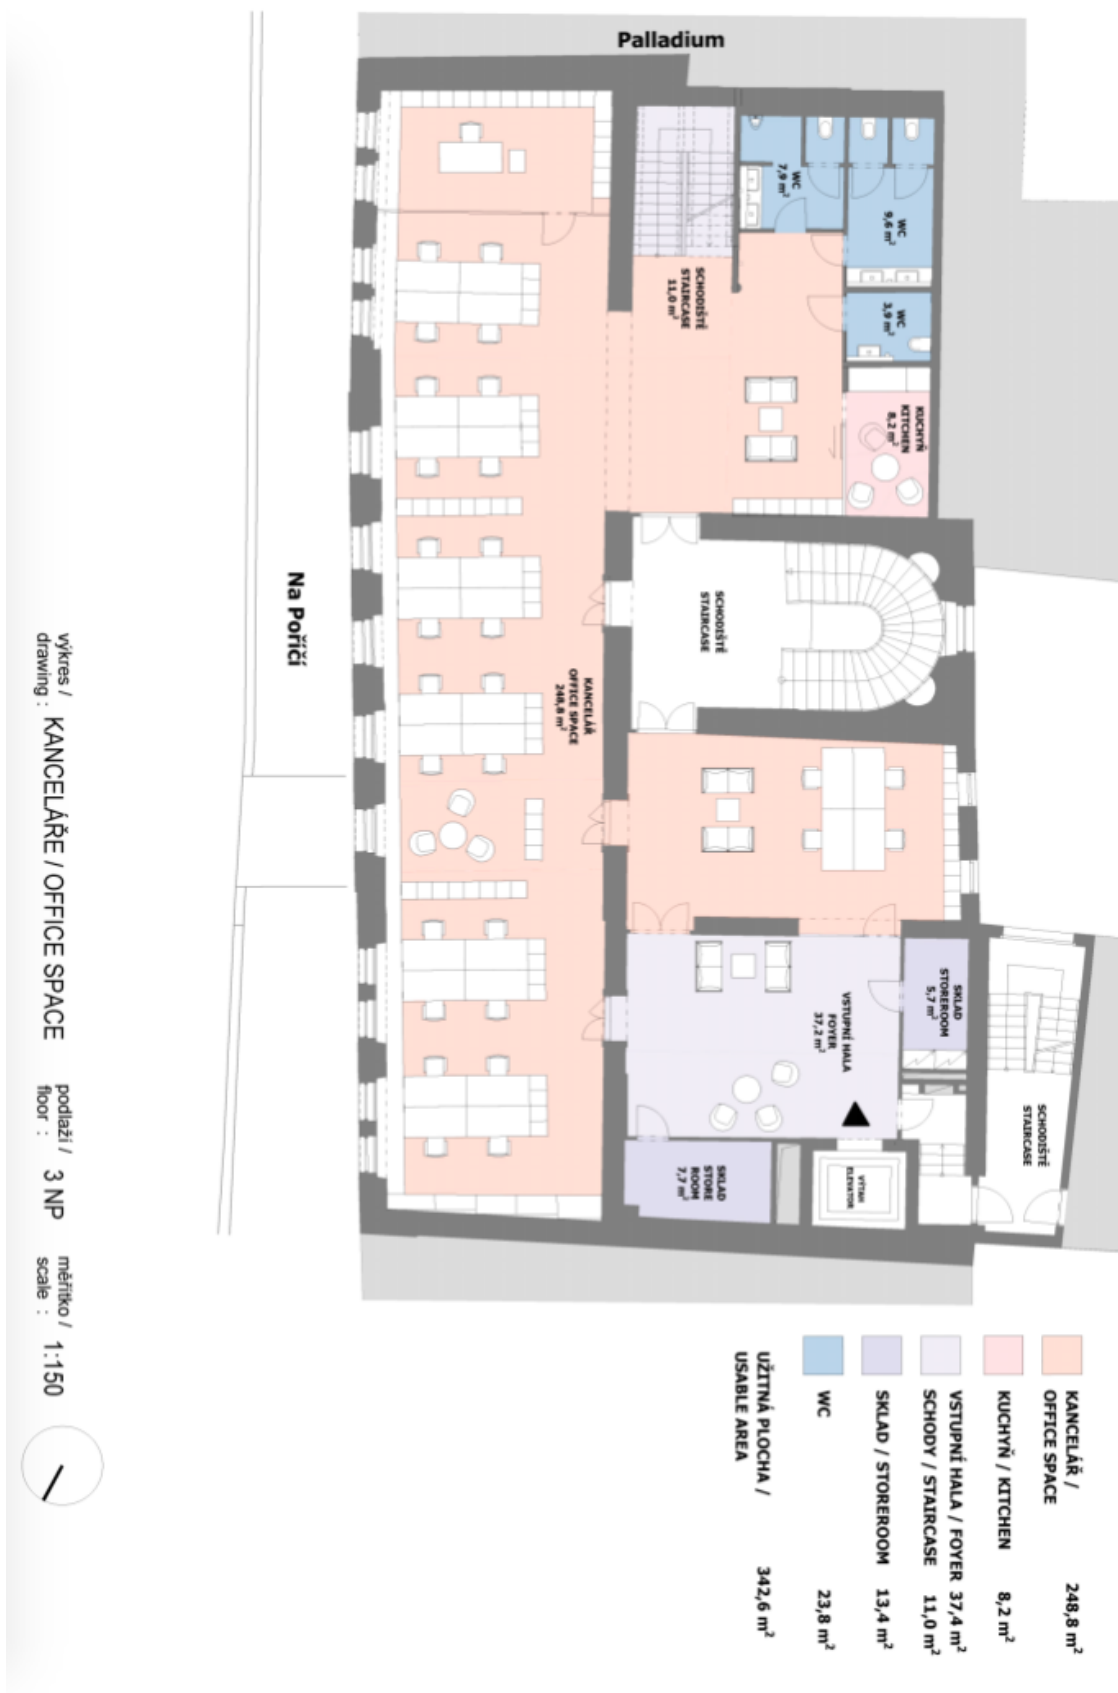 Palladium
WC
7,9 m²
WC
9,6 m²
WC
3,9 m²
SCHODIŠTĚ
STAIRCASE
11,0 m²
KUCHYŇ
KITCHEN
8,2 m²
SCHODIŠTĚ
STAIRCASE
Na Poříčí
KANCELÁŘ
OFFICE SPACE
248,8 m²
VSTUPNÍ HALA
FOYER
37,2 m²
SKLAD
STOREROOM
5,7 m²
SCHODIŠTĚ
STAIRCASE
SKLAD
STORE
ROOM
7,7 m²
VÝTAH
ELEVATOR
KANCELÁŘ /
OFFICE SPACE 248,8 m²
KUCHYŇ / KITCHEN 8,2 m²
VSTUPNÍ HALA / FOYER 37,4 m²
SCHODY / STAIRCASE 11,0 m²
SKLAD / STOREROOM 13,4 m²
WC 23,8 m²
UŽITNÁ PLOCHA /
USABLE AREA 342,6 m²
výkres /
drawing : KANCELÁŘE / OFFICE SPACE
podlaží /
floor : 3 NP
měřítko /
scale : 1:150